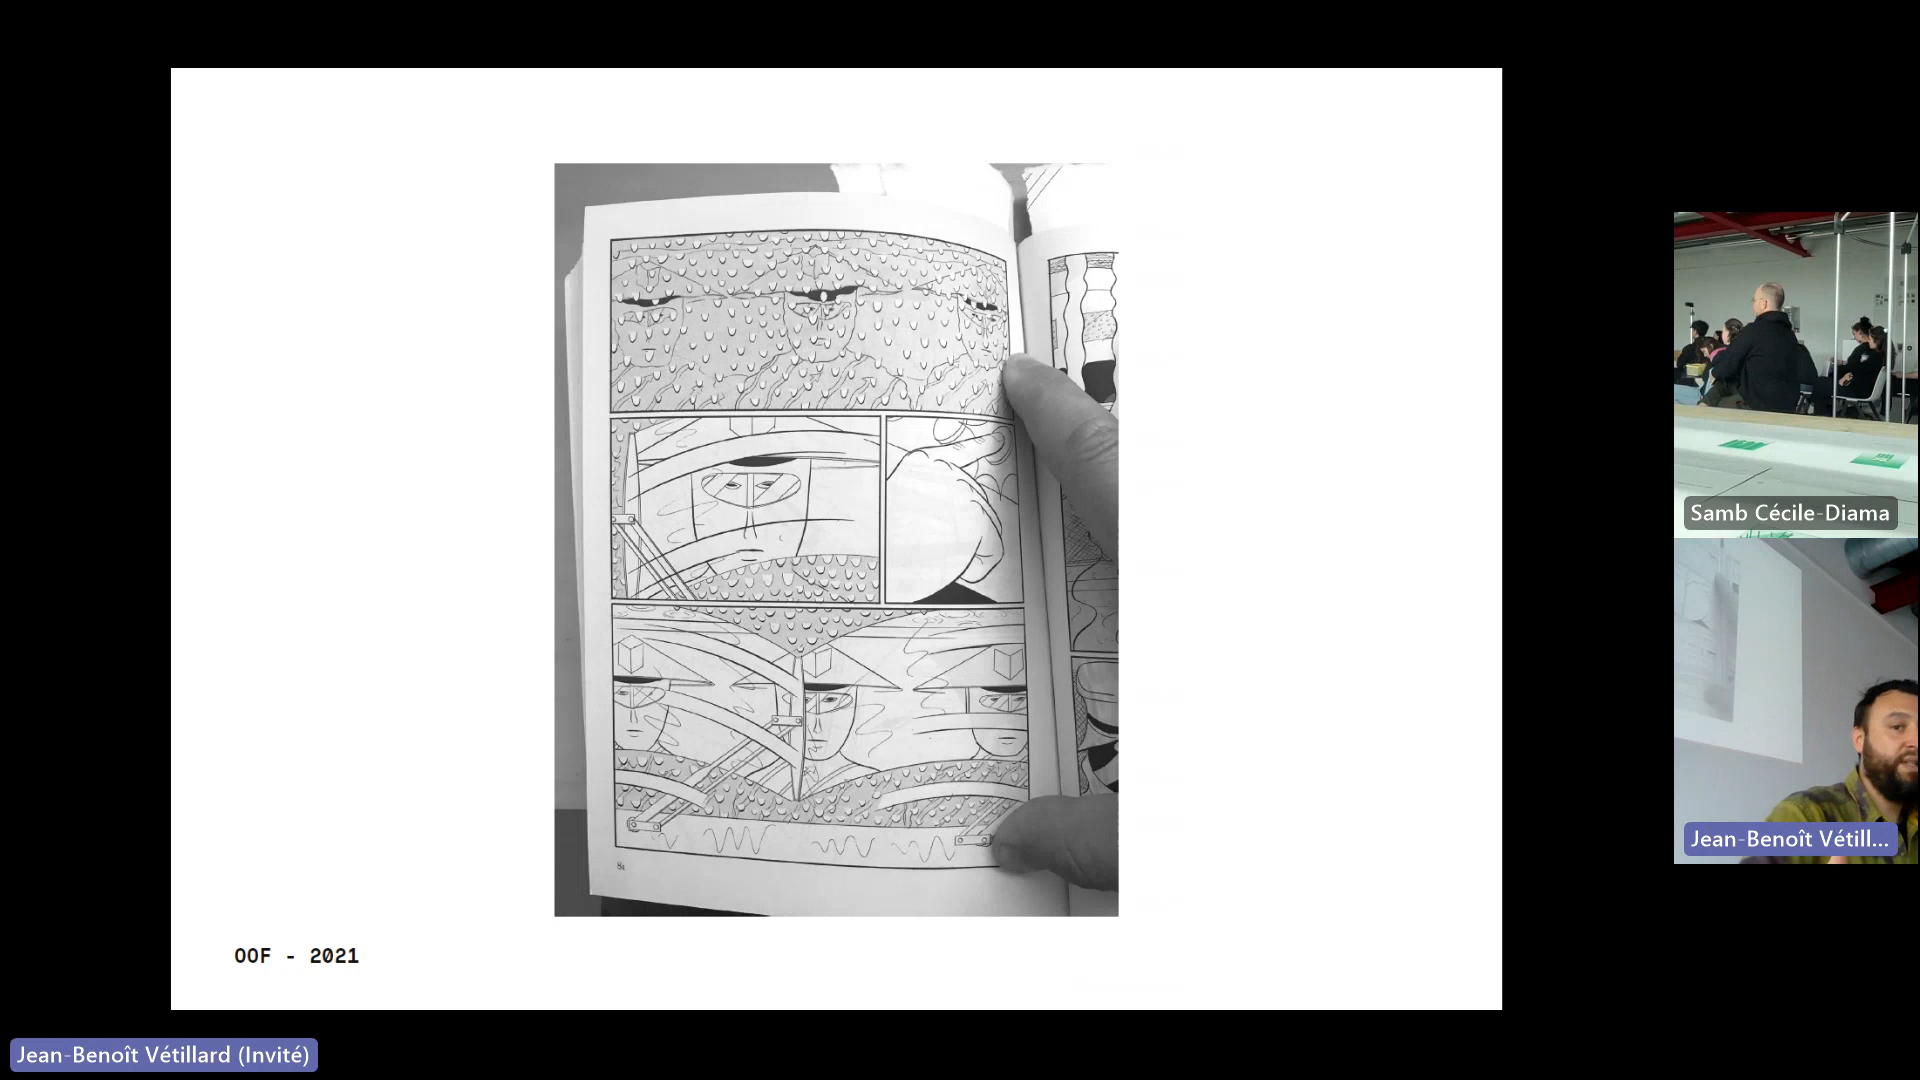 Samb Cécile-Diama
Jean-Benoît Vétill...
OOF - 2021
Jean-Benoît Vétillard (Invité)